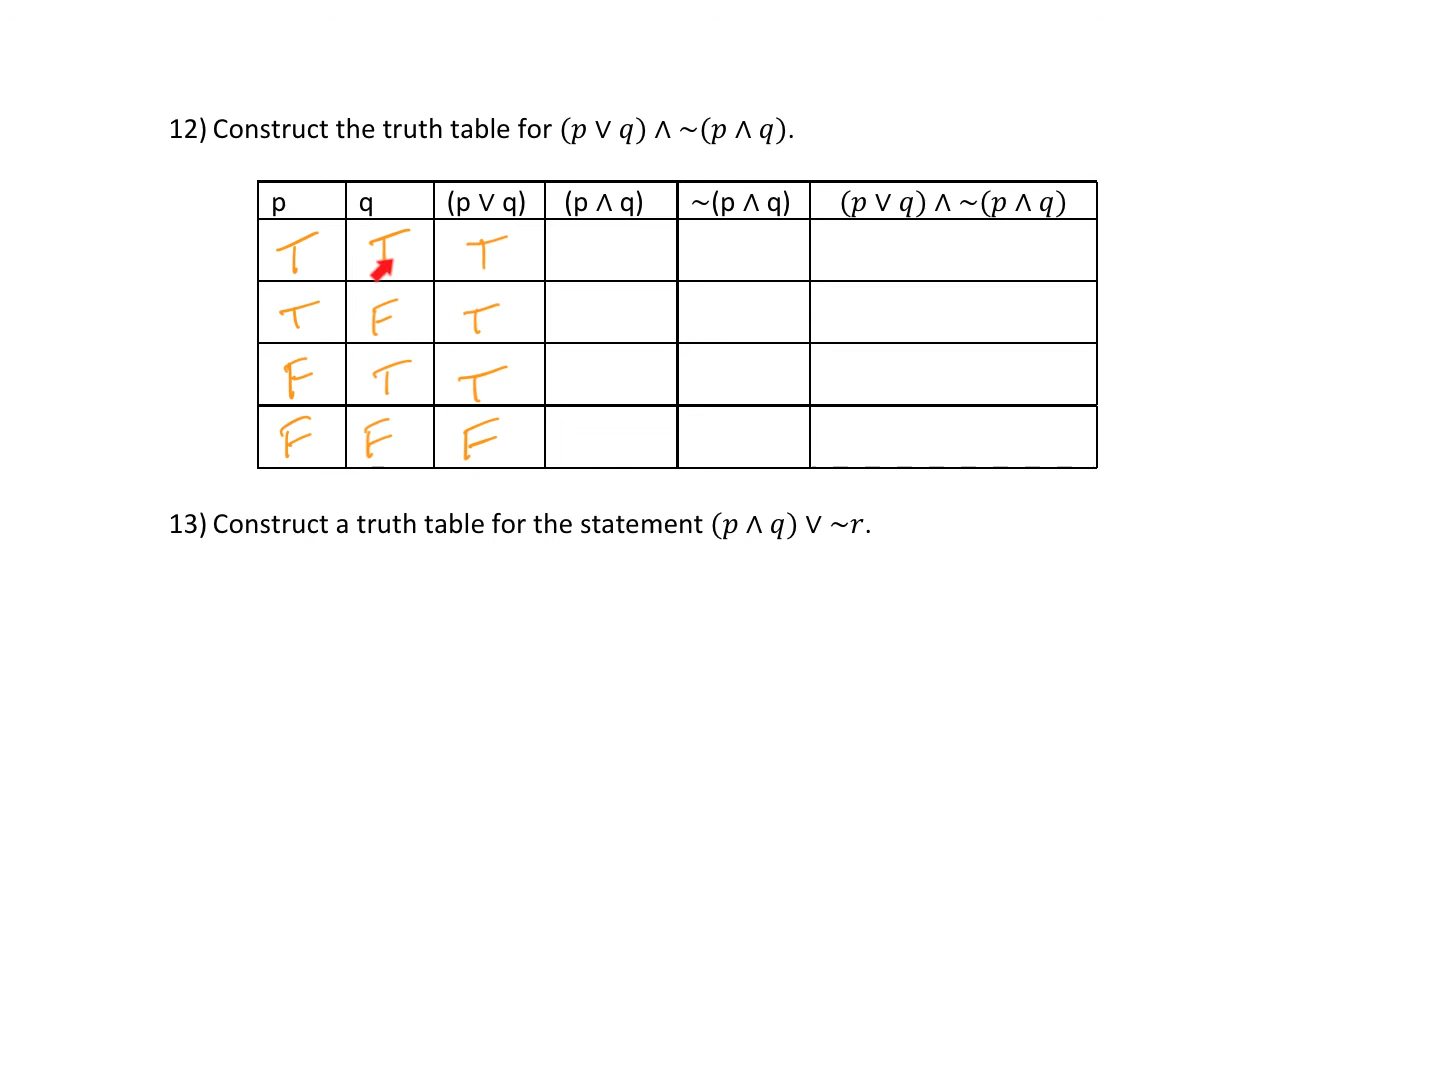 12) Construct the truth table for (p ∨ q) ∧ ~(p ∧ q).
p q (p ∨ q) (p ∧ q) ~(p ∧ q) (p ∨ q) ∧ ~(p ∧ q)
T T T
T F T
F T T
F F F
13) Construct a truth table for the statement (p ∧ q) ∨ ~r.